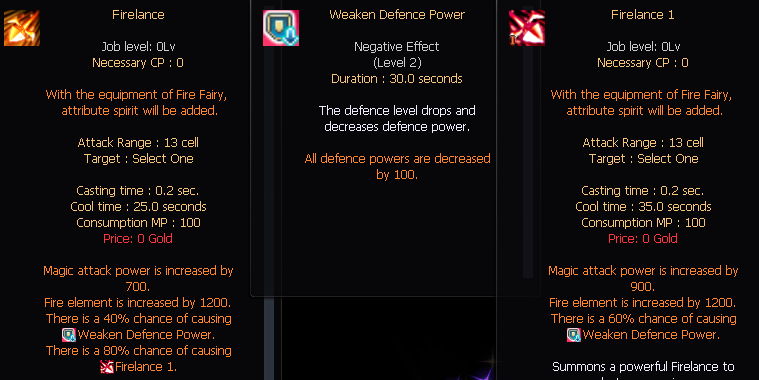 Firelance
Job level: 0Lv
Necessary CP : 0
With the equipment of Fire Fairy,
attribute spirit will be added.
Attack Range : 13 cell
Target : Select One
Casting time : 0.2 sec.
Cool time : 25.0 seconds
Consumption MP : 100
Price: 0 Gold
Magic attack power is increased by
700.
Fire element is increased by 1200.
There is a 40% chance of causing
Weaken Defence Power.
There is a 80% chance of causing
Firelance 1.
Weaken Defence Power
Negative Effect
(Level 2)
Duration : 30.0 seconds
The defence level drops and
decreases defence power.
All defence powers are decreased
by 100.
Firelance 1
Job level: 0Lv
Necessary CP : 0
With the equipment of Fire Fairy,
attribute spirit will be added.
Attack Range : 13 cell
Target : Select One
Casting time : 0.2 sec.
Cool time : 35.0 seconds
Consumption MP : 100
Price: 0 Gold
Magic attack power is increased by
900.
Fire element is increased by 1200.
There is a 60% chance of causing
Weaken Defence Power.
Summons a powerful Firelance to